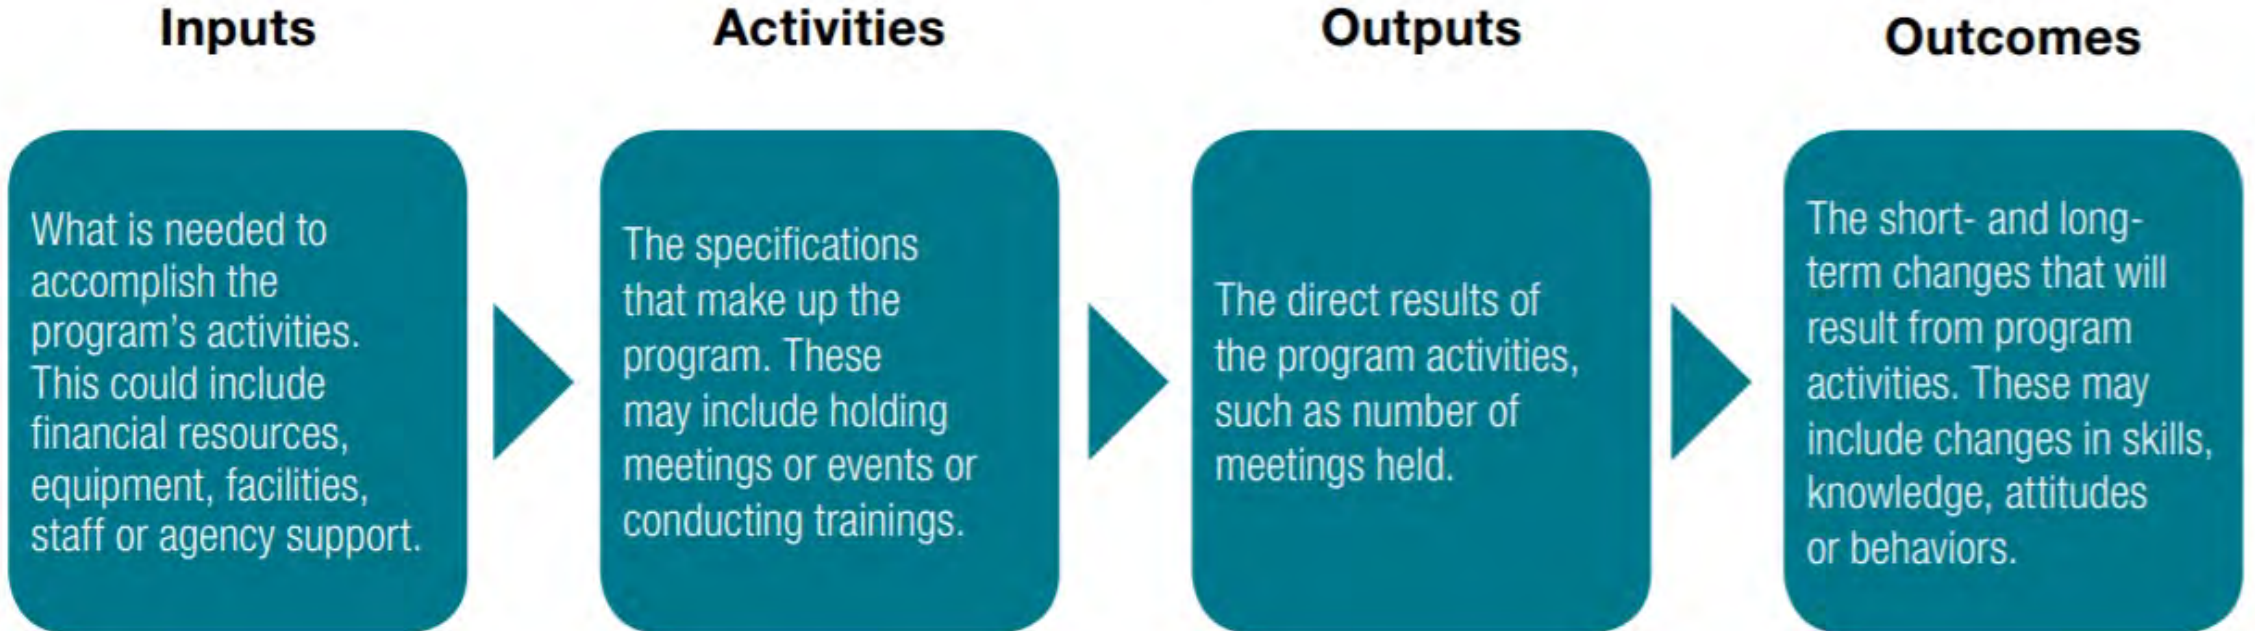 Inputs
Activities
Outputs
Outcomes
What is needed to
accomplish the
program's activities.
This could include
financial resources,
equipment, facilities,
staff or agency support.
The specifications
that make up the
program. These
may include holding
meetings or events or
conducting trainings.
The direct results of
the program activities,
such as number of
meetings held.
The short- and long-
term changes that will
result from program
activities. These may
include changes in skills,
knowledge, attitudes
or behaviors.